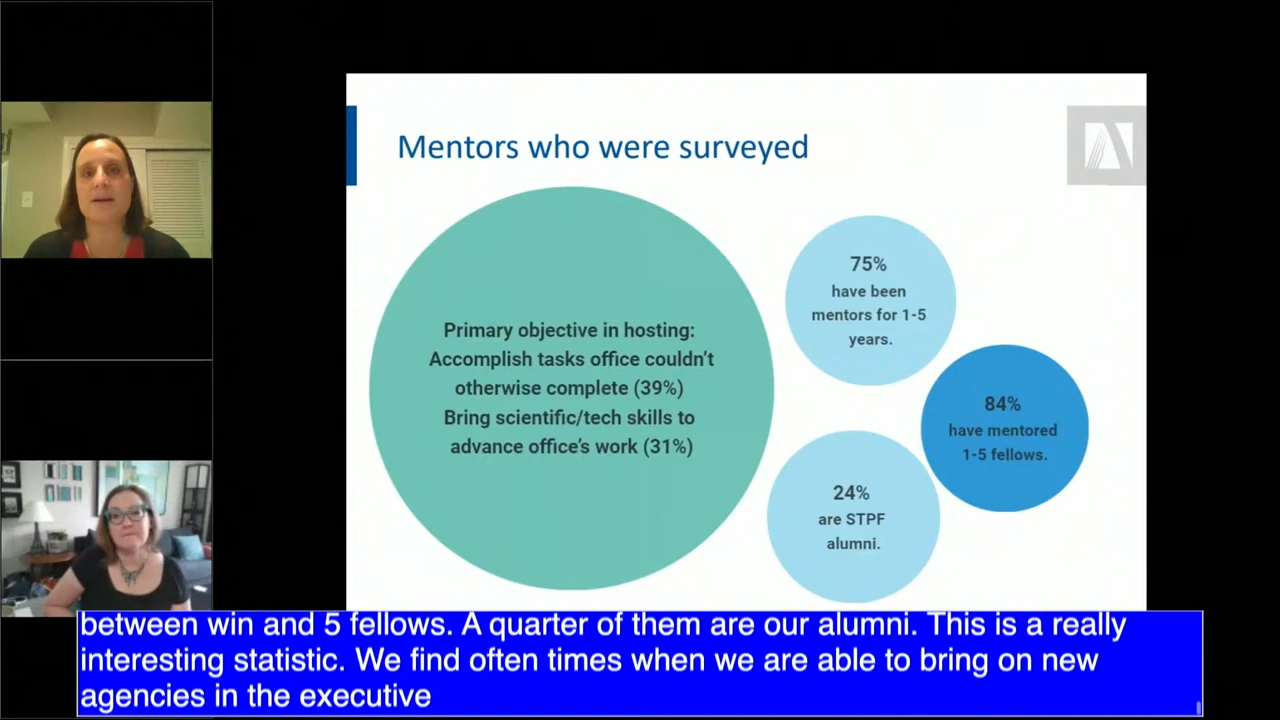 Mentors who were surveyed
Primary objective in hosting:
Accomplish tasks office couldn't
otherwise complete (39%)
Bring scientific/tech skills to
advance office's work (31%)
75%
have been
mentors for 1-5
years.
84%
have mentored
1-5 fellows.
24%
are STPF
alumni.
between win and 5 fellows. A quarter of them are our alumni. This is a really
interesting statistic. We find often times when we are able to bring on new
agencies in the executive